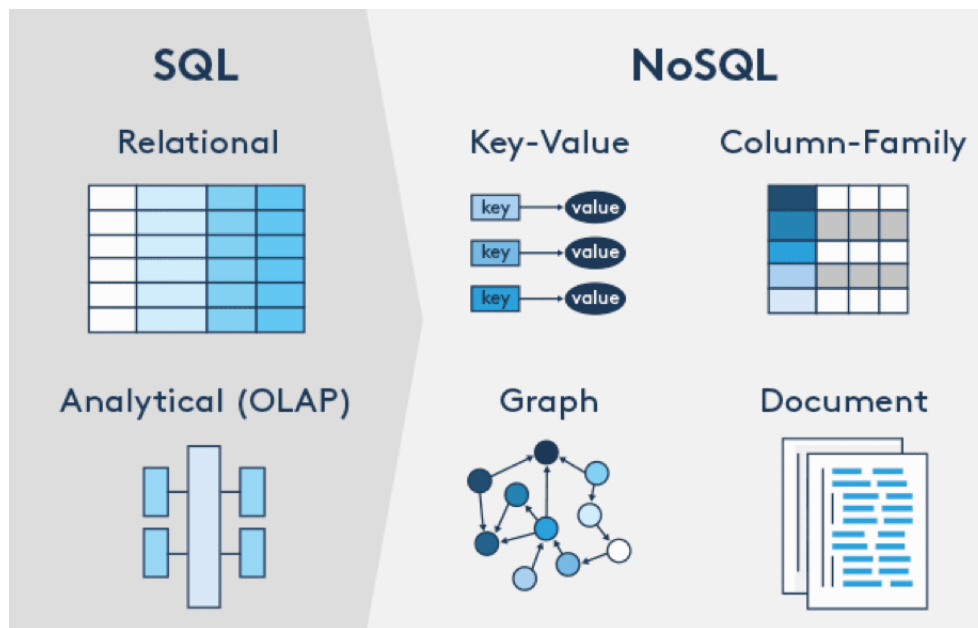 SQL
Relational
Analytical (OLAP)
NoSQL
Key-Value
key value
key value
key value
Column-Family
Graph
Document